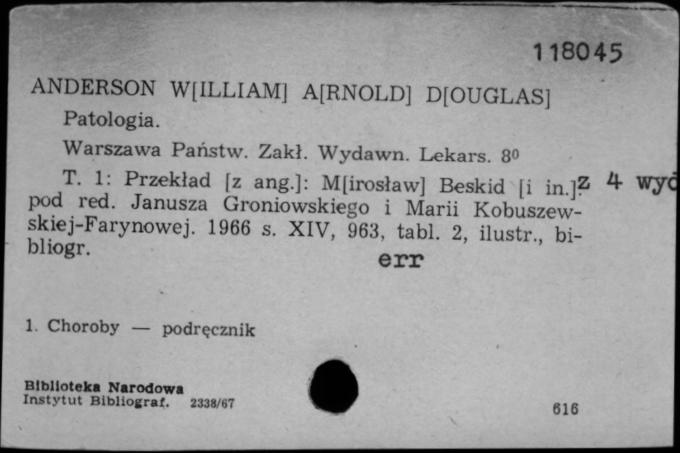 118045
ANDERSON W[ILLIAM] A[RNOLD] D[OUGLAS]
Patologia.
Warszawa Państw. Zakł. Wydawn. Lekars. 8⁰
T. 1: Przekład [z ang.]: M[irosław] Beskid [i in.]. z 4 wyd
pod red. Janusza Groniowskiego i Marii Kobuszew-
skiej-Farynowej. 1966 s. XIV, 963, tabl. 2, ilustr., bi-
bliogr.
err
1. Choroby — podręcznik
Biblioteka Narodowa
Instytut Bibliograf. 2338/67
616